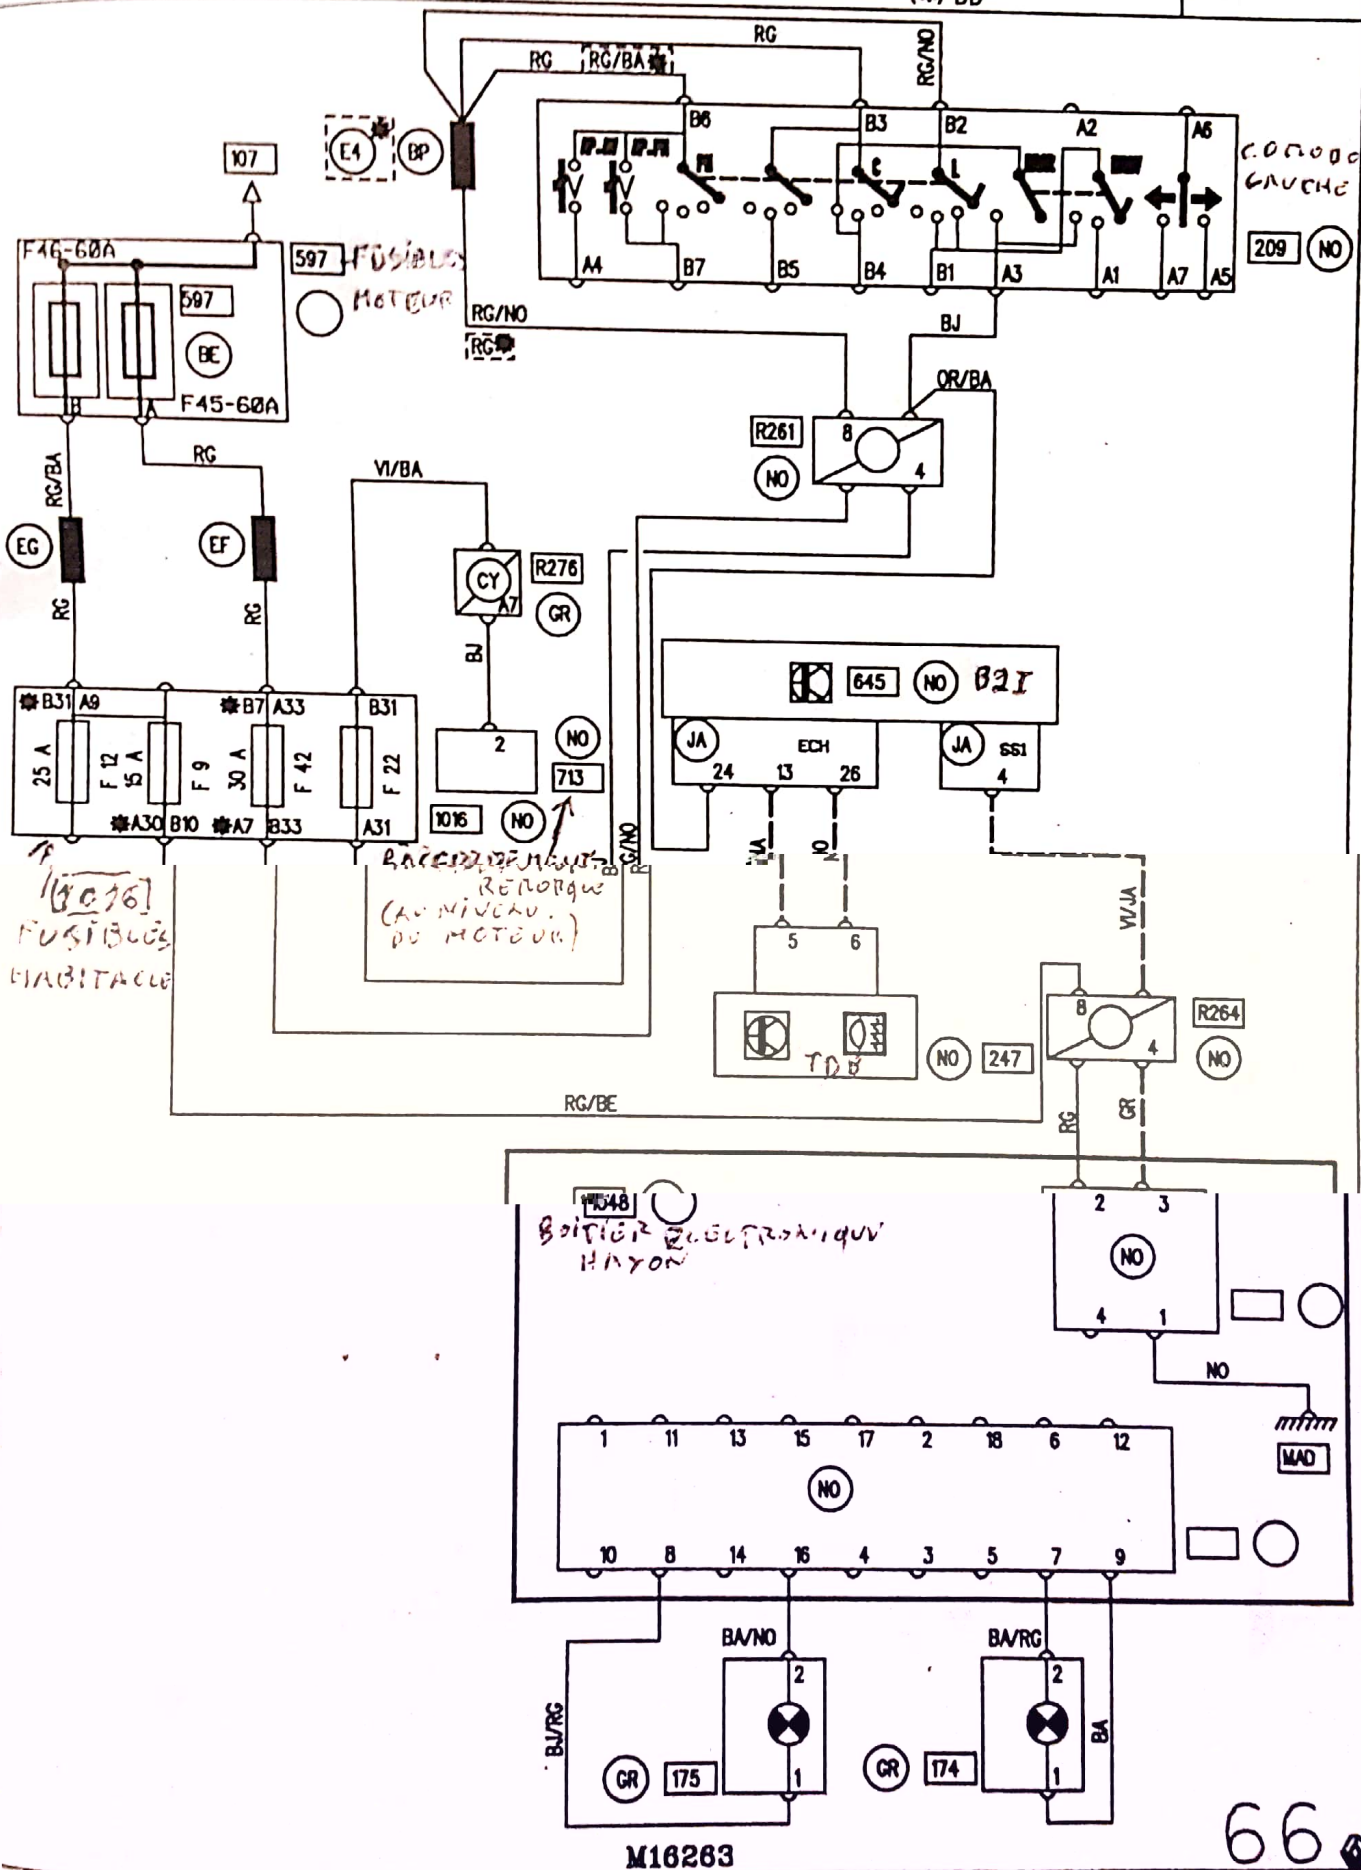 RG
RG/NO
RG
RG/BA
E4
BP
B6
B3
B2
A2
A6
107
C
L
COMODO
GAUCHE
F46-60A
597
FUSIBLES
MOTEUR
209
NO
A4
B7
B5
B4
B1
A3
A1
A7
A5
597
BE
F45-60A
B
A
RG/NO
RG
BJ
OR/BA
R261
NO
8
4
RG/BA
RG
VI/BA
EG
EF
CY
A7
R276
GR
RG
RG
BJ
645
NO
B2I
B31
A9
B7
A33
B31
2
NO
713
JA
ECH
JA
SS1
24
13
26
4
25 A
F 12
15 A
F 9
30 A
F 42
F 22
A30
B10
A7
B33
A31
1016
NO
REMORQUE
(AU NIVEAU
DU MOTEUR)
FUSIBLES
HABITACLE
VI/JA
5
6
8
4
R264
NO
TDB
NO
247
RG/BE
RG
GR
1048
BOITIER ELECTRONIQUE
HAYON
2
3
NO
4
1
NO
MAD
1
11
13
15
17
2
18
6
12
NO
10
8
14
16
4
3
5
7
9
BA/NO
BA/RG
BJ/RG
2
2
BA
GR
175
1
GR
174
1
M16263
66